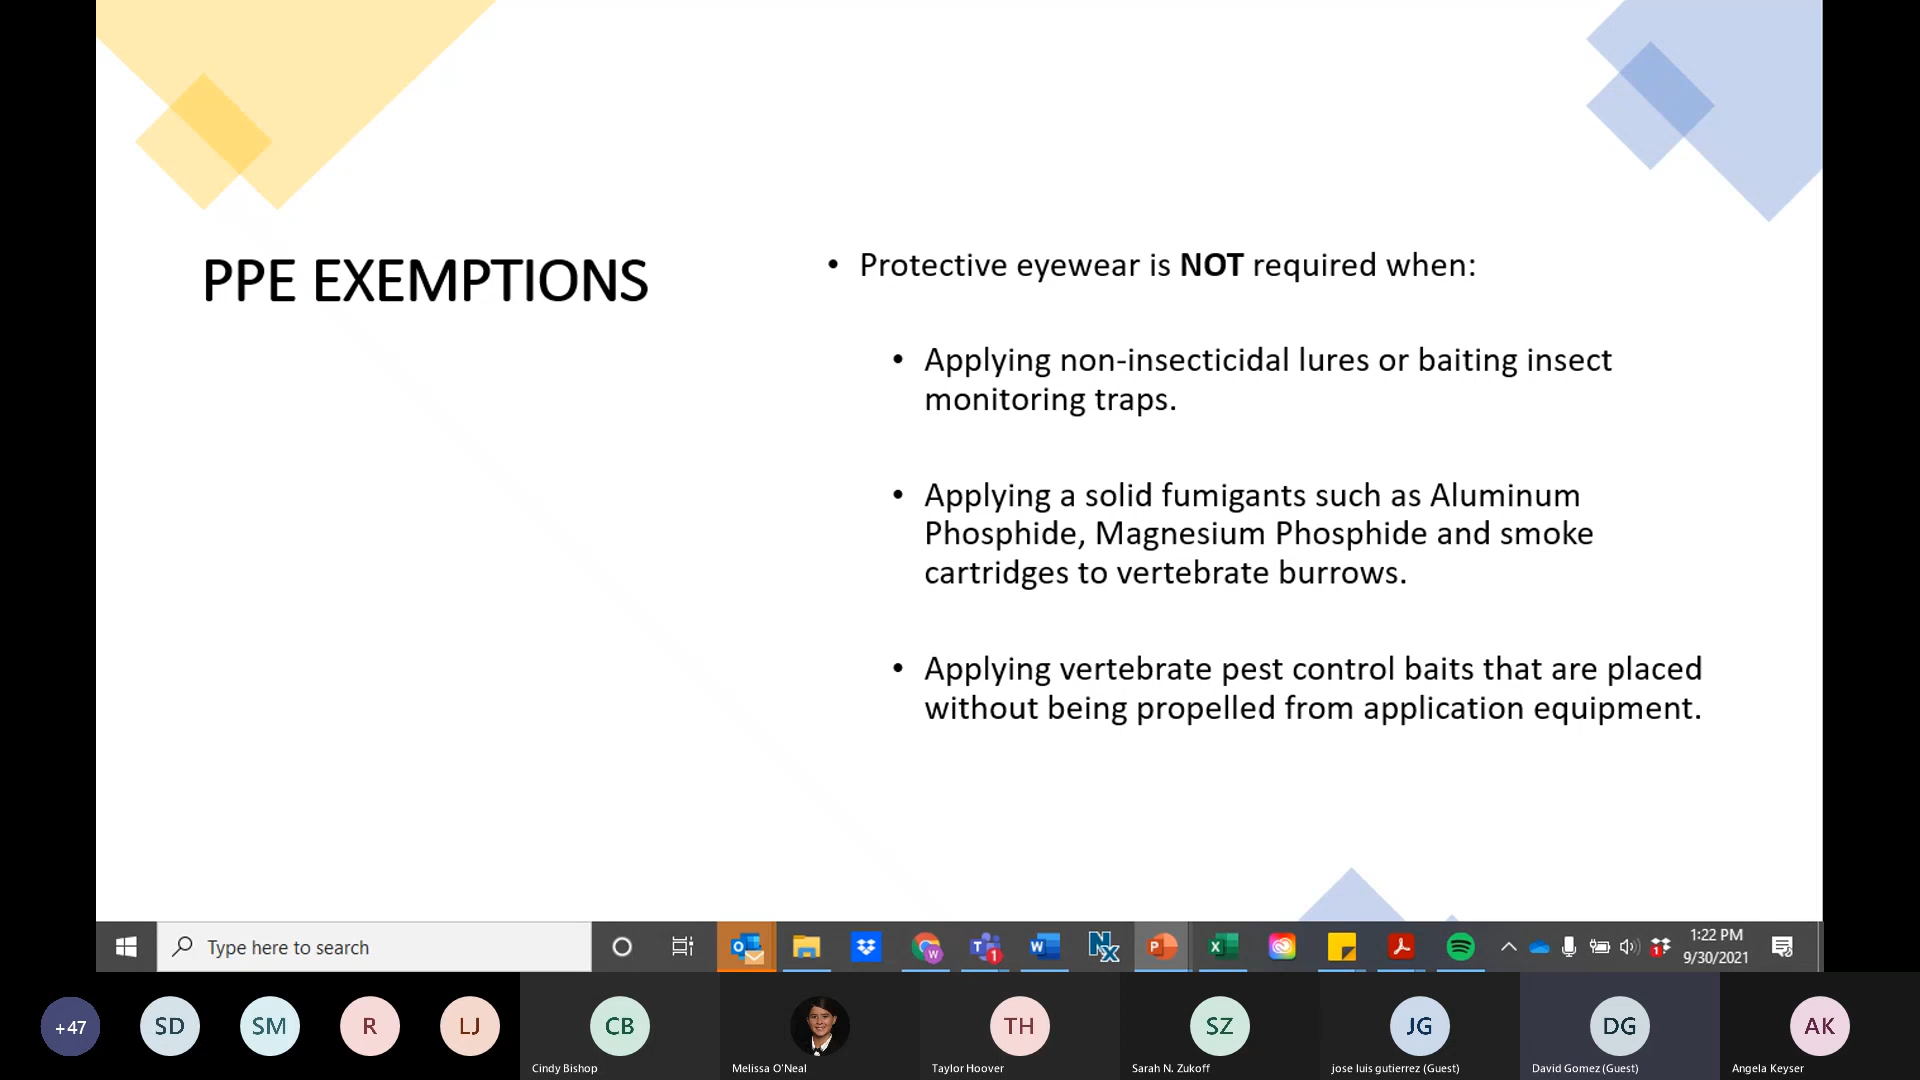 PPE EXEMPTIONS
• Protective eyewear is NOT required when:
• Applying non-insecticidal lures or baiting insect
monitoring traps.
• Applying a solid fumigants such as Aluminum
Phosphide, Magnesium Phosphide and smoke
cartridges to vertebrate burrows.
• Applying vertebrate pest control baits that are placed
without being propelled from application equipment.
Type here to search
1:22 PM
9/30/2021
+47
SD
SM
R
LJ
CB
TH
SZ
JG
DG
AK
Cindy Bishop
Melissa O'Neal
Taylor Hoover
Sarah N. Zukoff
jose luis gutierrez (Guest)
David Gomez (Guest)
Angela Keyser